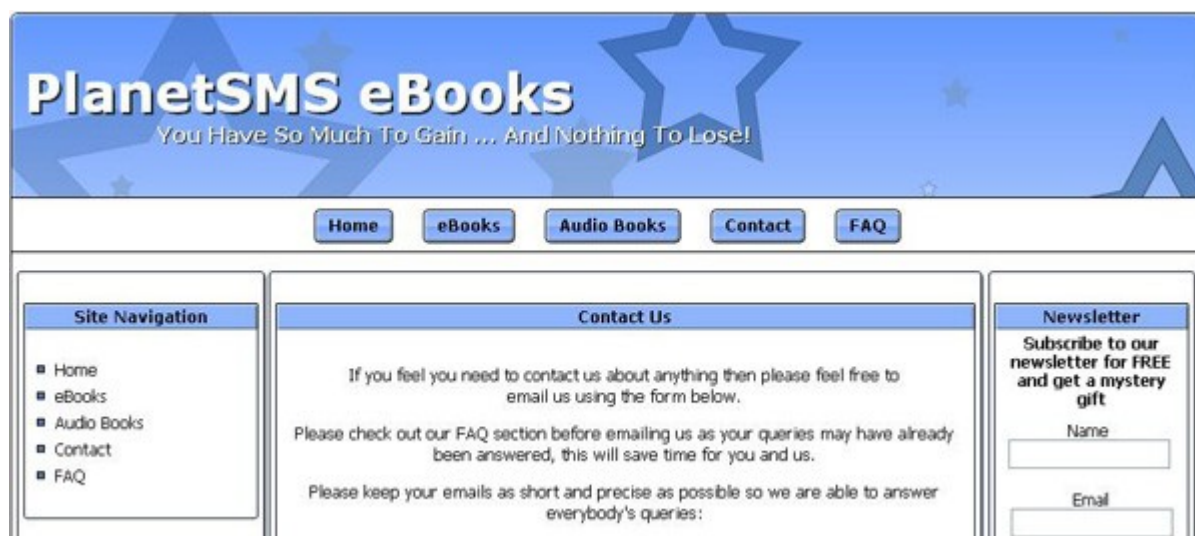 PlanetSMS eBooks
You Have So Much To Gain ... And Nothing To Lose!
Home
eBooks
Audio Books
Contact
FAQ
Site Navigation
Home
eBooks
Audio Books
Contact
FAQ
Contact Us
If you feel you need to contact us about anything then please feel free to
email us using the form below.
Please check out our FAQ section before emailing us as your queries may have already
been answered, this will save time for you and us.
Please keep your emails as short and precise as possible so we are able to answer
everybody's queries:
Newsletter
Subscribe to our
newsletter for FREE
and get a mystery
gift
Name
Email